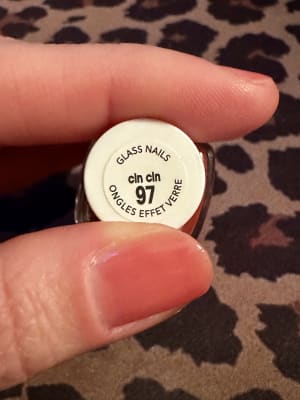 GLASS NAILS
cin cin
97
ONGLES EFFET VERRE